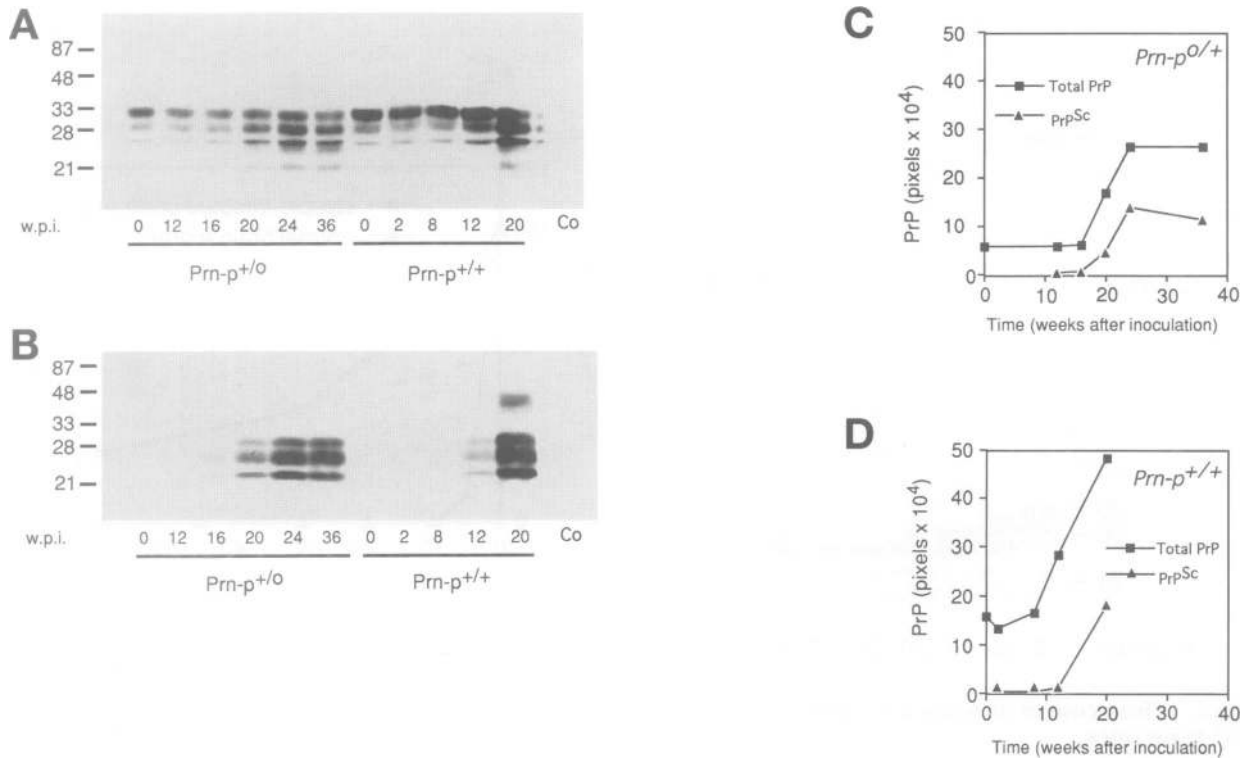 A
87
48
33
28
21
w.p.i. 0 12 16 20 24 36 0 2 8 12 20 Co
Prn-p+/o Prn-p+/+
B
87
48
33
28
21
w.p.i. 0 12 16 20 24 36 0 2 8 12 20 Co
Prn-p+/o Prn-p+/+
C
Prn-po/+
Total PrP
PrPSc
PrP (pixels x 10⁴)
50
40
30
20
10
0
0 10 20 30 40
Time (weeks after inoculation)
D
Prn-p+/+
Total PrP
PrPSc
PrP (pixels x 10⁴)
50
40
30
20
10
0
0 10 20 30 40
Time (weeks after inoculation)